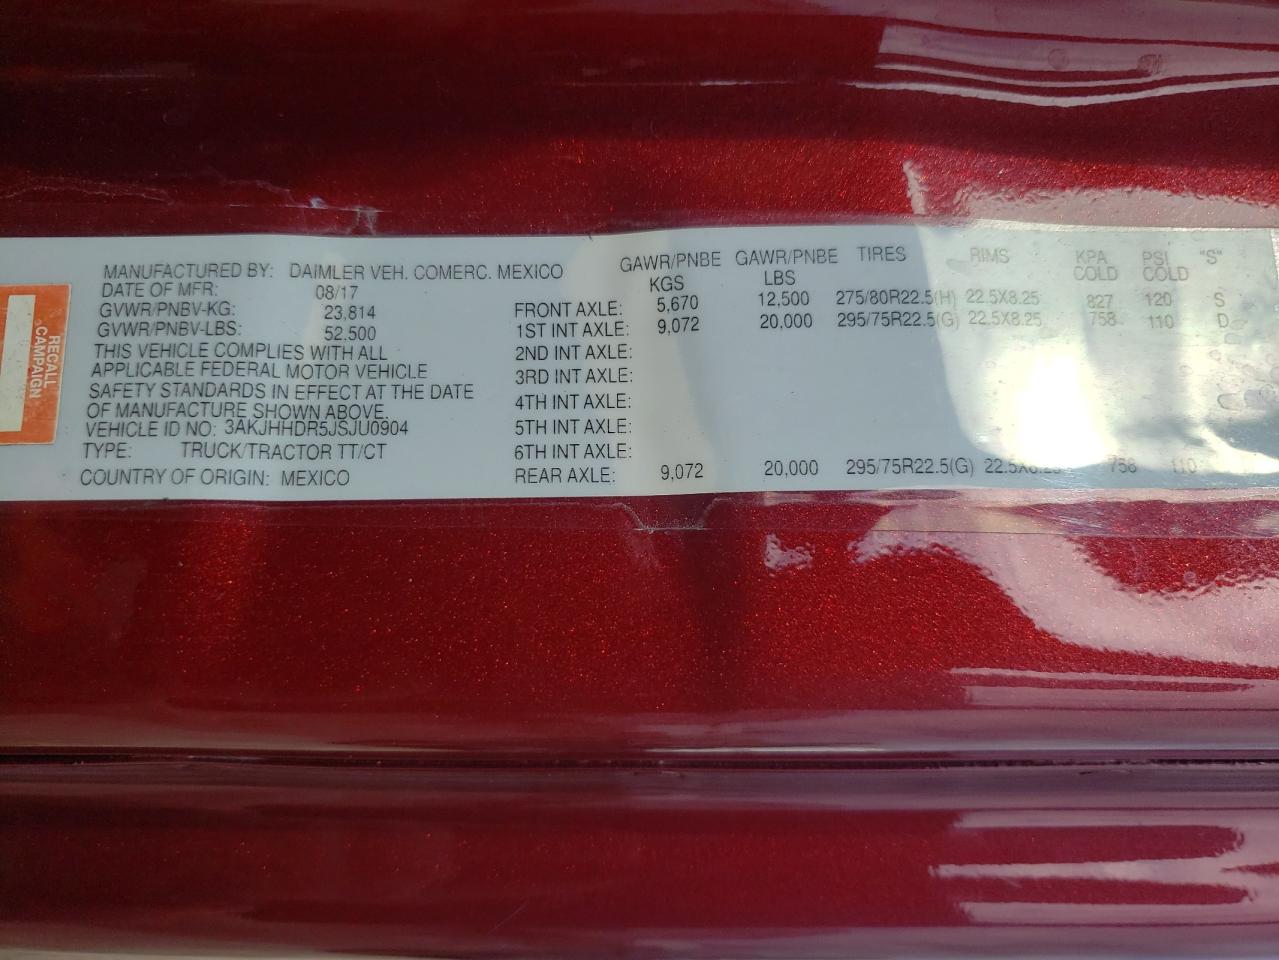 RECALL
CAMPAIGN
MANUFACTURED BY: DAIMLER VEH. COMERC. MEXICO
DATE OF MFR: 08/17
GVWR/PNBV-KG: 23,814
GVWR/PNBV-LBS: 52,500
THIS VEHICLE COMPLIES WITH ALL
APPLICABLE FEDERAL MOTOR VEHICLE
SAFETY STANDARDS IN EFFECT AT THE DATE
OF MANUFACTURE SHOWN ABOVE.
VEHICLE ID NO: 3AKJHHDR5JSJU0904
TYPE: TRUCK/TRACTOR TT/CT
COUNTRY OF ORIGIN: MEXICO
GAWR/PNBE GAWR/PNBE TIRES RIMS KPA PSI "S"
KGS LBS COLD COLD
FRONT AXLE: 5,670 12,500 275/80R22.5(H) 22.5X8.25 827 120 S
1ST INT AXLE: 9,072 20,000 295/75R22.5(G) 22.5X8.25 758 110 D
2ND INT AXLE:
3RD INT AXLE:
4TH INT AXLE:
5TH INT AXLE:
6TH INT AXLE:
REAR AXLE: 9,072 20,000 295/75R22.5(G) 22.5X8.25 758 110